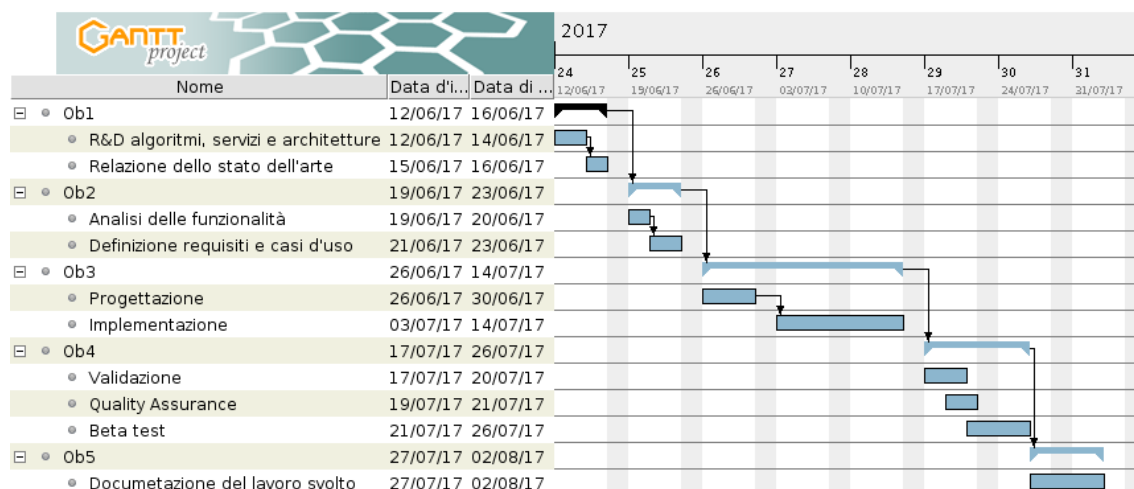 GANTT
project
2017
24 25 26 27 28 29 30 31
12/06/17 19/06/17 26/06/17 03/07/17 10/07/17 17/07/17 24/07/17 31/07/17
Nome Data d'i... Data di ...
Ob1 12/06/17 16/06/17
R&D algoritmi, servizi e architetture 12/06/17 14/06/17
Relazione dello stato dell'arte 15/06/17 16/06/17
Ob2 19/06/17 23/06/17
Analisi delle funzionalità 19/06/17 20/06/17
Definizione requisiti e casi d'uso 21/06/17 23/06/17
Ob3 26/06/17 14/07/17
Progettazione 26/06/17 30/06/17
Implementazione 03/07/17 14/07/17
Ob4 17/07/17 26/07/17
Validazione 17/07/17 20/07/17
Quality Assurance 19/07/17 21/07/17
Beta test 21/07/17 26/07/17
Ob5 27/07/17 02/08/17
Documetazione del lavoro svolto 27/07/17 02/08/17